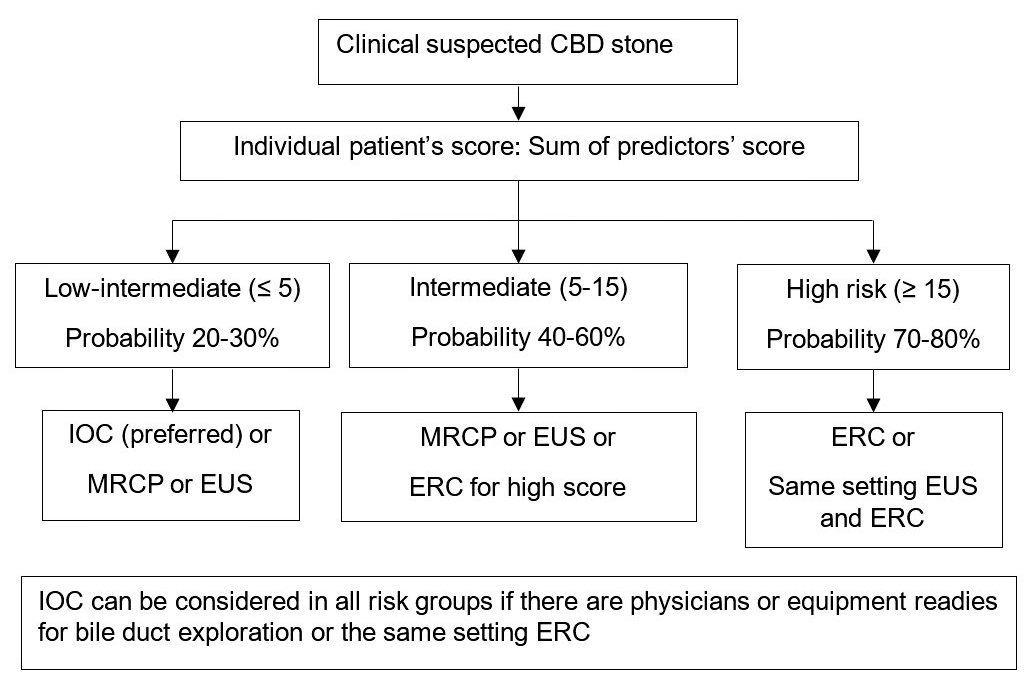 Clinical suspected CBD stone
Individual patient’s score: Sum of predictors’ score
Low-intermediate (≤ 5)
Probability 20-30%
Intermediate (5-15)
Probability 40-60%
High risk (≥ 15)
Probability 70-80%
IOC (preferred) or
MRCP or EUS
MRCP or EUS or
ERC for high score
ERC or
Same setting EUS
and ERC
IOC can be considered in all risk groups if there are physicians or equipment readies
for bile duct exploration or the same setting ERC